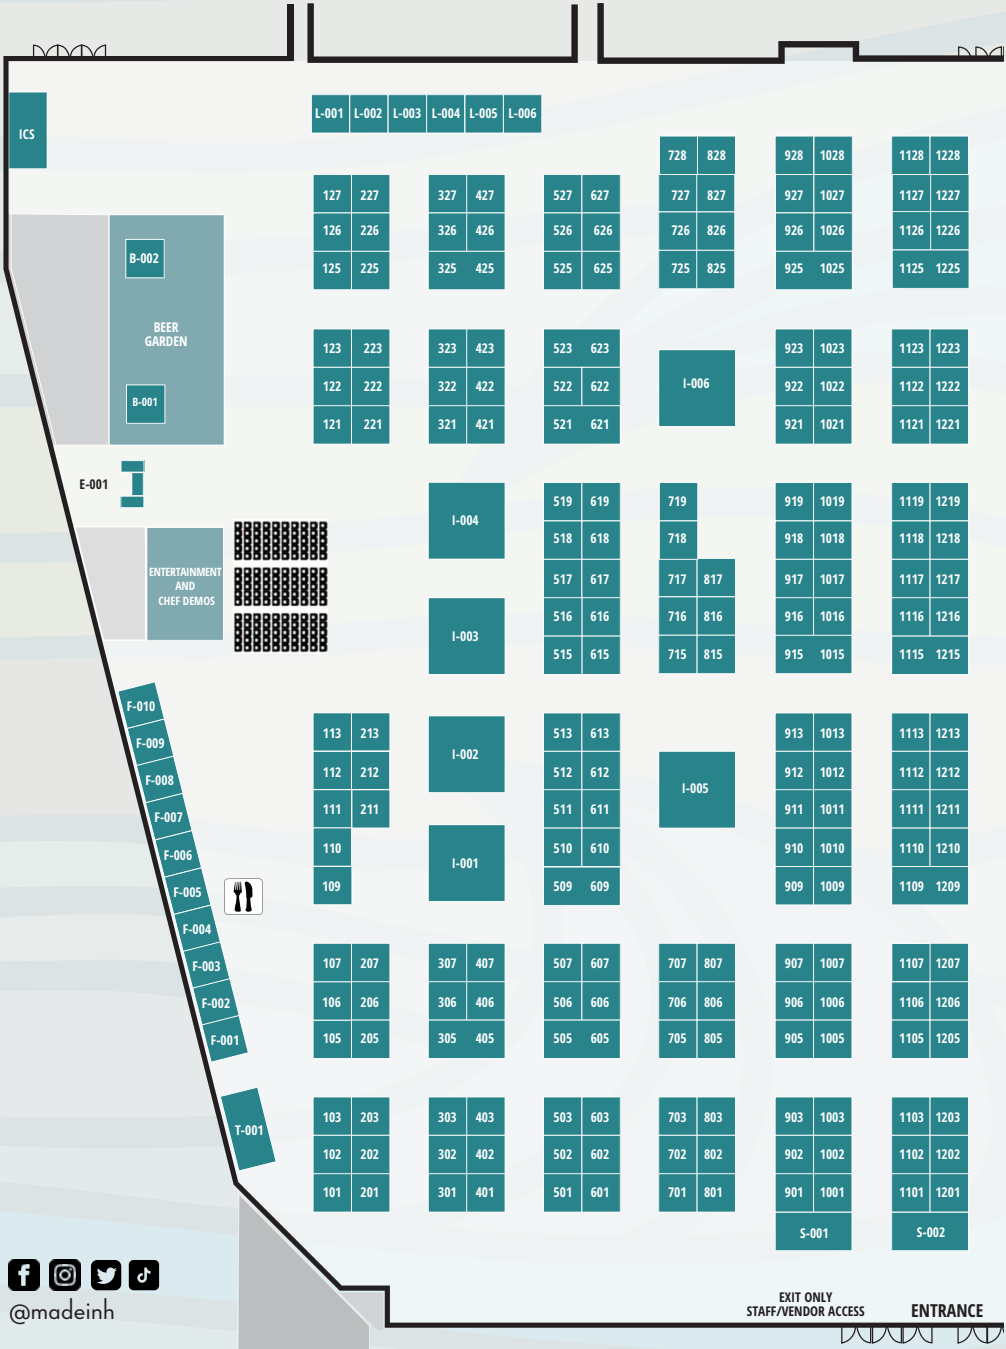 L-001 L-002 L-003 L-004 L-005 L-006
ICS
728 828 928 1028 1128 1228
127 227 327 427 527 627 727 827 927 1027 1127 1227
126 226 326 426 526 626 726 826 926 1026 1126 1226
125 225 325 425 525 625 725 825 925 1025 1125 1225
B-002
BEER
GARDEN
B-001
123 223 323 423 523 623 923 1023 1123 1223
I-006
122 222 322 422 522 622 922 1022 1122 1222
121 221 321 421 521 621 921 1021 1121 1221
E-001
519 619 719 919 1019 1119 1219
I-004
518 618 718 918 1018 1118 1218
ENTERTAINMENT
AND
CHEF DEMOS
517 617 717 817 917 1017 1117 1217
516 616 716 816 916 1016 1116 1216
I-003
515 615 715 815 915 1015 1115 1215
F-010
F-009
F-008
F-007
F-006
F-005
F-004
F-003
F-002
F-001
113 213 513 613 913 1013 1113 1213
I-002
112 212 512 612 912 1012 1112 1212
I-005
111 211 511 611 911 1011 1111 1211
110 510 610 910 1010 1110 1210
I-001
109 509 609 909 1009 1109 1209
107 207 307 407 507 607 707 807 907 1007 1107 1207
106 206 306 406 506 606 706 806 906 1006 1106 1206
105 205 305 405 505 605 705 805 905 1005 1105 1205
T-001
103 203 303 403 503 603 703 803 903 1003 1103 1203
102 202 302 402 502 602 702 802 902 1002 1102 1202
101 201 301 401 501 601 701 801 901 1001 1101 1201
S-001 S-002
@madeinh
EXIT ONLY
STAFF/VENDOR ACCESS
ENTRANCE